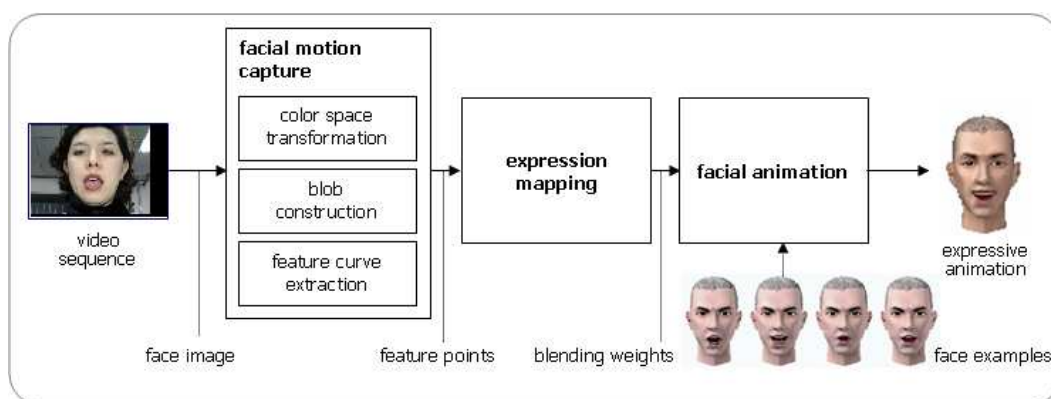 facial motion
capture
color space
transformation
blob
construction
feature curve
extraction
expression
mapping
facial animation
video
sequence
expressive
animation
face image
feature points
blending weights
face examples